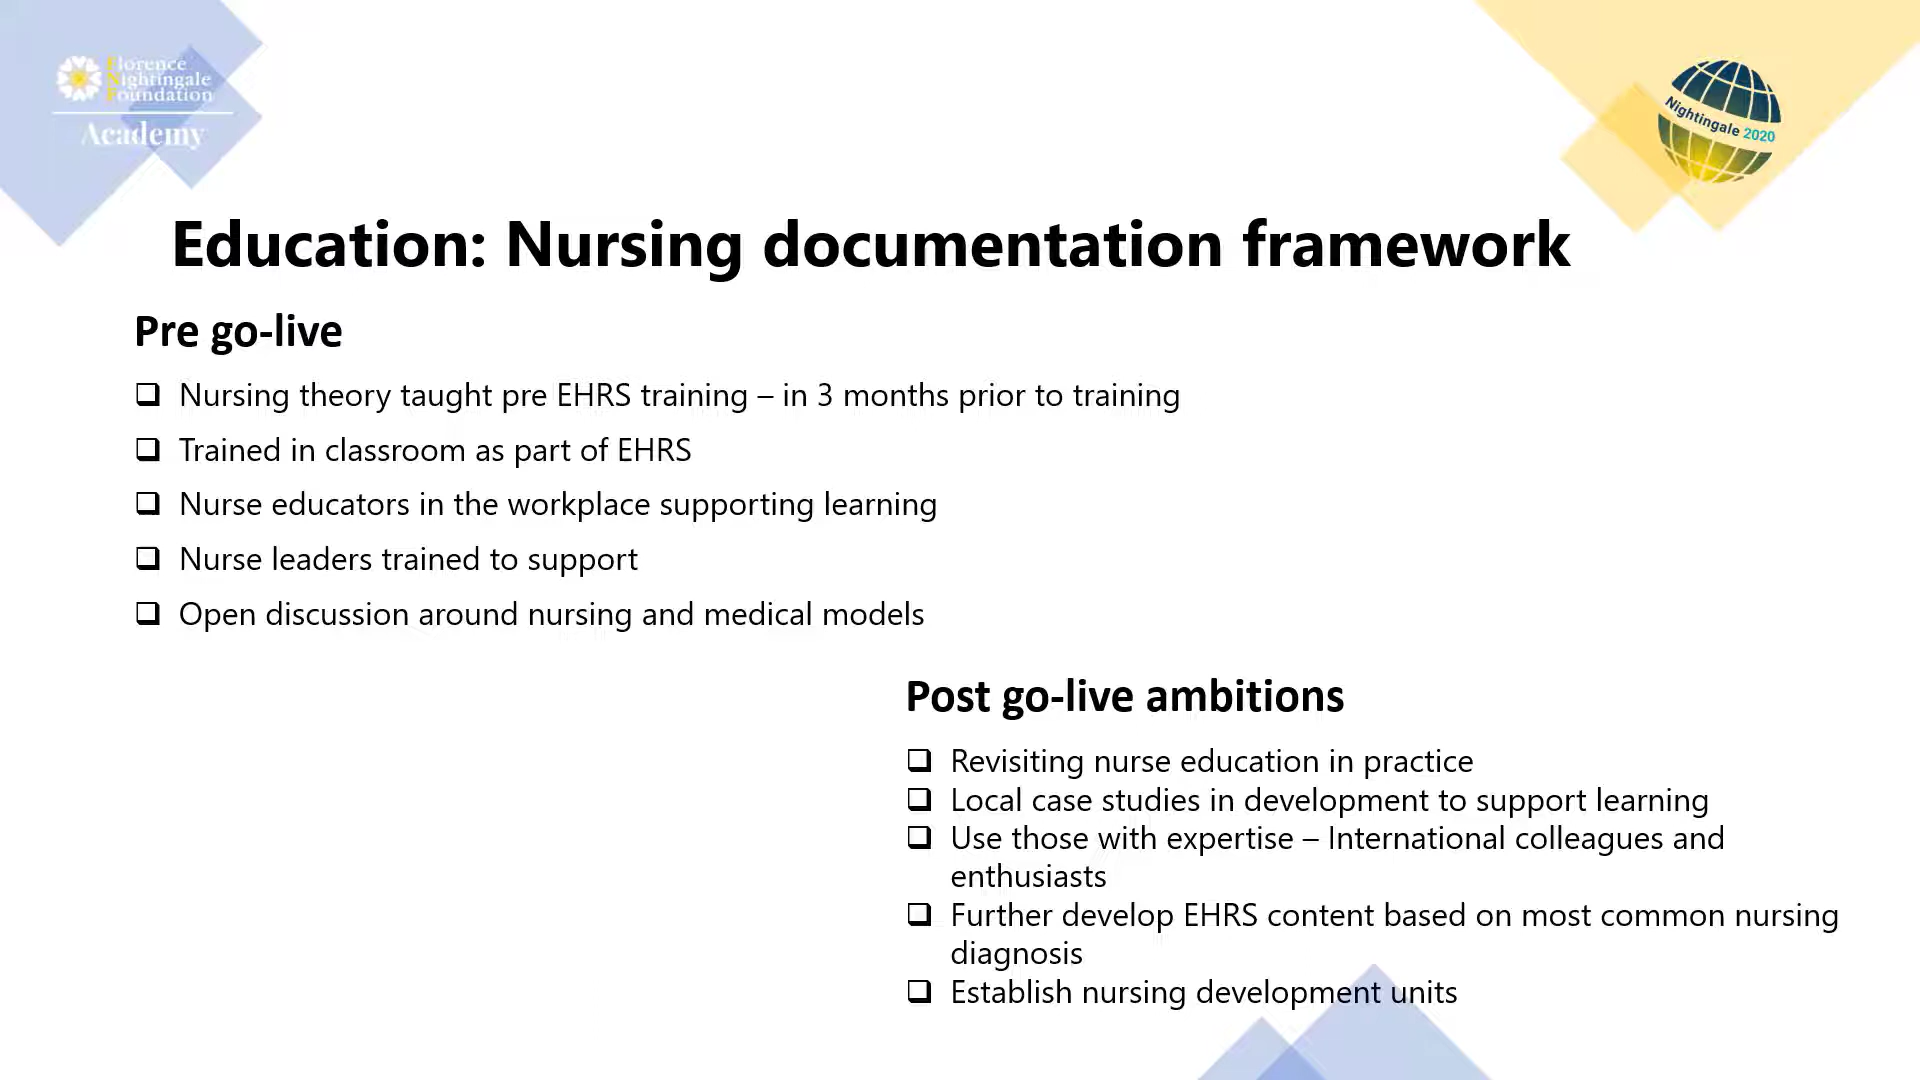 Florence
Nightingale
Foundation
Academy
Nightingale 2020
Education: Nursing documentation framework
Pre go-live
Nursing theory taught pre EHRS training – in 3 months prior to training
Trained in classroom as part of EHRS
Nurse educators in the workplace supporting learning
Nurse leaders trained to support
Open discussion around nursing and medical models
Post go-live ambitions
Revisiting nurse education in practice
Local case studies in development to support learning
Use those with expertise – International colleagues and
enthusiasts
Further develop EHRS content based on most common nursing
diagnosis
Establish nursing development units